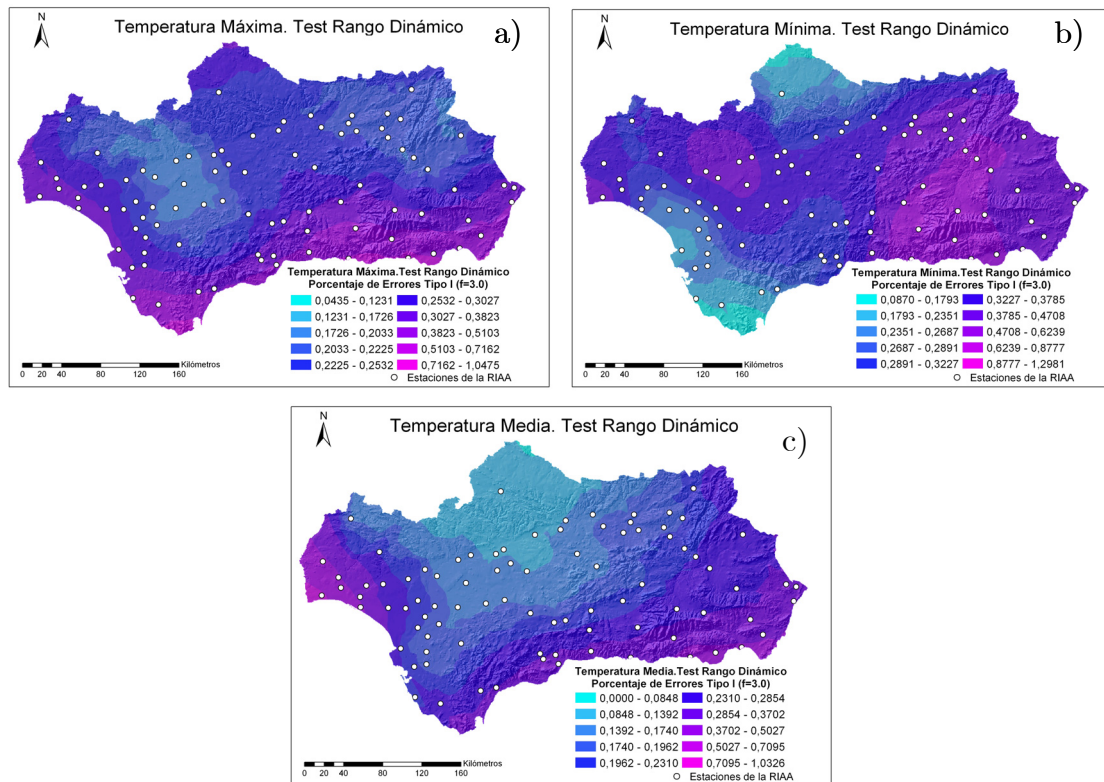 Temperatura Máxima. Test Rango Dinámico
a)
N
Temperatura Máxima.Test Rango Dinámico
Porcentaje de Errores Tipo I (f=3.0)
0,0435 - 0,1231 0,2532 - 0,3027
0,1231 - 0,1726 0,3027 - 0,3823
0,1726 - 0,2033 0,3823 - 0,5103
0,2033 - 0,2225 0,5103 - 0,7162
0,2225 - 0,2532 0,7162 - 1,0475
Estaciones de la RIAA
Kilómetros
0 20 40 80 120 160
Temperatura Mínima. Test Rango Dinámico
b)
N
Temperatura Mínima.Test Rango Dinámico
Porcentaje de Errores Tipo I (f=3.0)
0,0870 - 0,1793 0,3227 - 0,3785
0,1793 - 0,2351 0,3785 - 0,4708
0,2351 - 0,2687 0,4708 - 0,6239
0,2687 - 0,2891 0,6239 - 0,8777
0,2891 - 0,3227 0,8777 - 1,2981
Estaciones de la RIAA
Kilómetros
0 20 40 80 120 160
Temperatura Media. Test Rango Dinámico
c)
N
Temperatura Media.Test Rango Dinámico
Porcentaje de Errores Tipo I (f=3.0)
0,0000 - 0,0848 0,2310 - 0,2854
0,0848 - 0,1392 0,2854 - 0,3702
0,1392 - 0,1740 0,3702 - 0,5027
0,1740 - 0,1962 0,5027 - 0,7095
0,1962 - 0,2310 0,7095 - 1,0326
Estaciones de la RIAA
Kilómetros
0 20 40 80 120 160